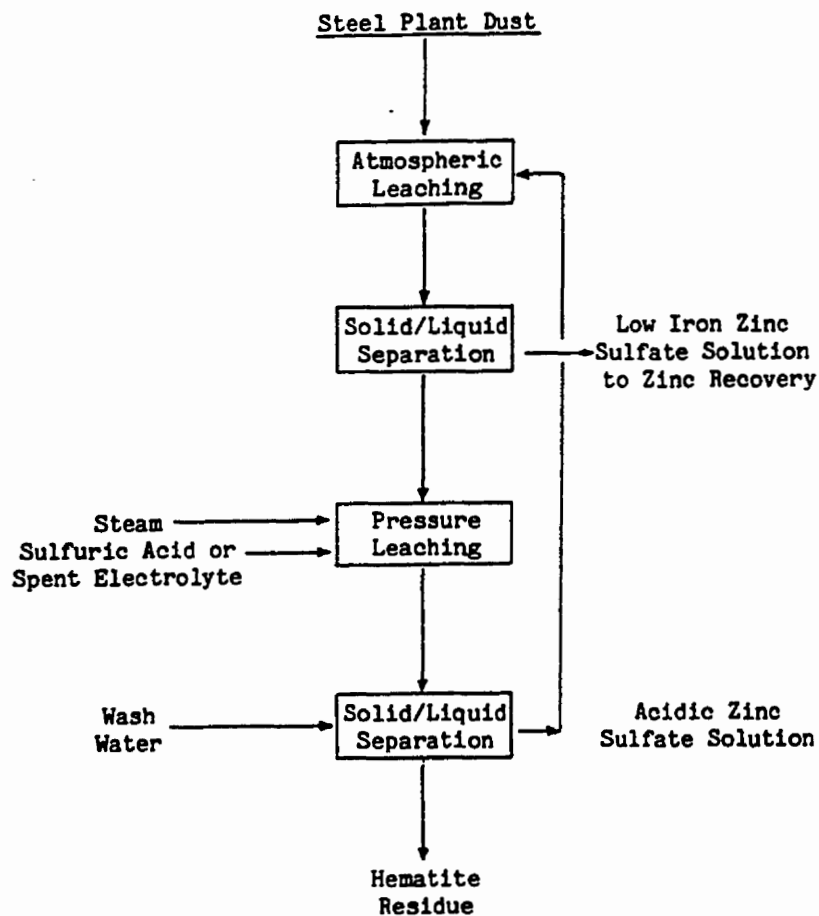 Steel Plant Dust
Atmospheric
Leaching
Solid/Liquid
Separation
Low Iron Zinc
Sulfate Solution
to Zinc Recovery
Steam
Sulfuric Acid or
Spent Electrolyte
Pressure
Leaching
Wash
Water
Solid/Liquid
Separation
Acidic Zinc
Sulfate Solution
Hematite
Residue